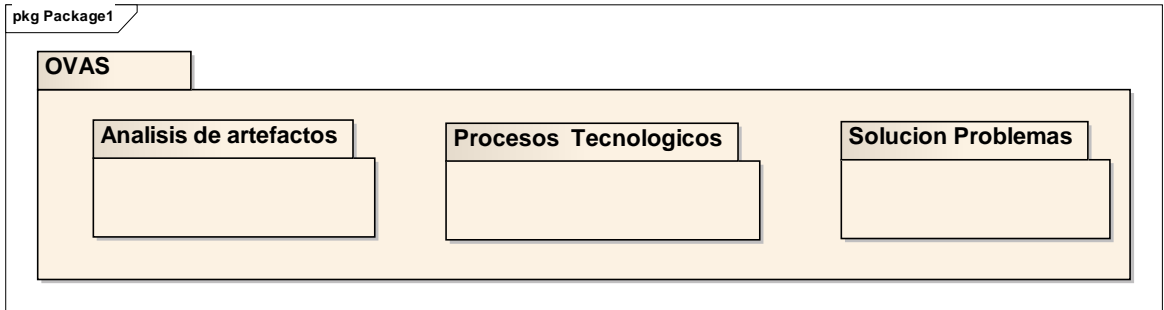 pkg Package1
OVAS
Analisis de artefactos
Procesos  Tecnologicos
Solucion Problemas